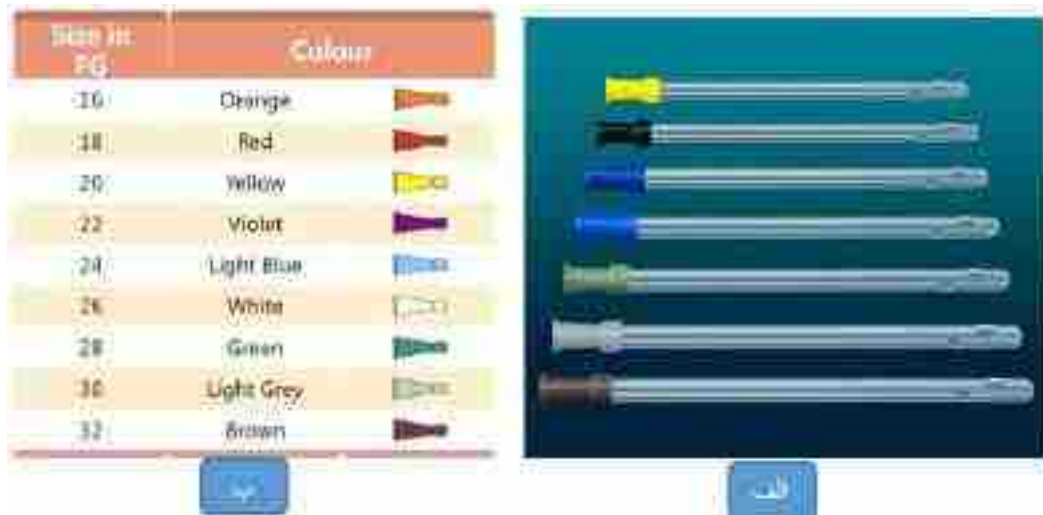 Size in FG Colour
16 Orange
18 Red
20 Yellow
22 Violet
24 Light Blue
26 White
28 Green
30 Light Grey
32 Brown
ب
الف